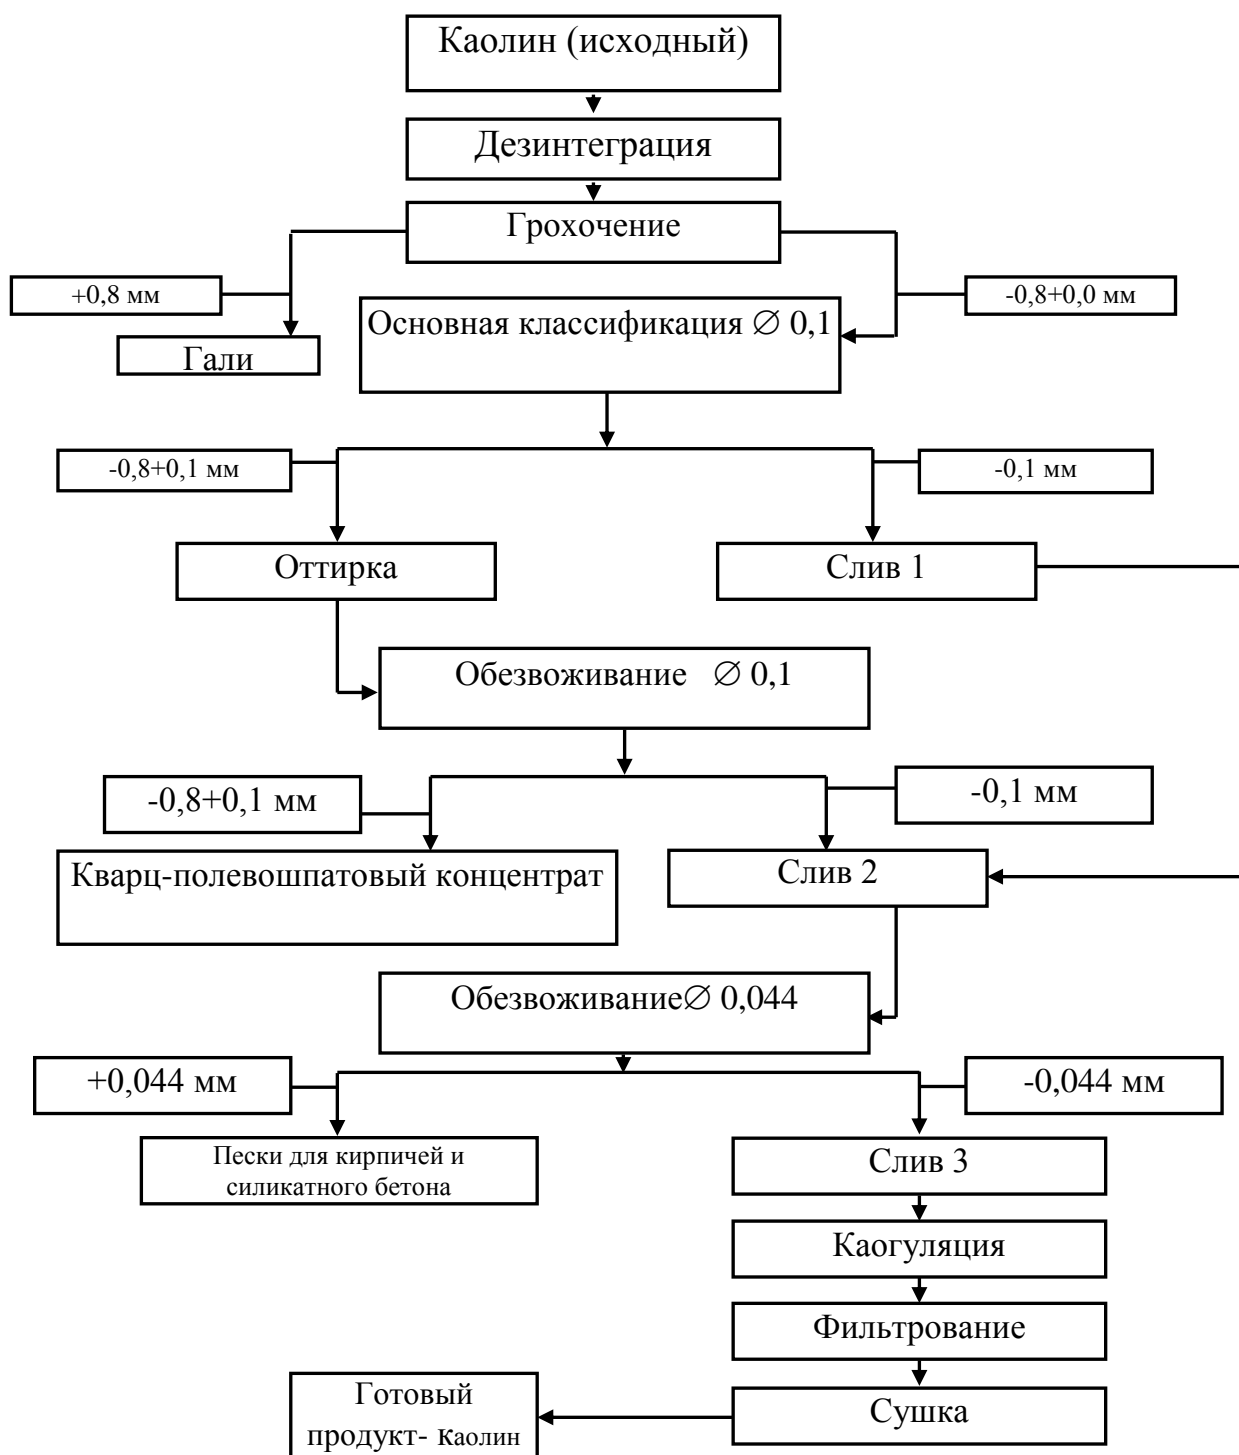 Каолин (исходный)
Дезинтеграция
Грохочение
+0,8 мм
-0,8+0,0 мм
Основная классификация ∅ 0,1
Гали
-0,8+0,1 мм
-0,1 мм
Оттирка
Слив 1
Обезвоживание ∅ 0,1
-0,8+0,1 мм
-0,1 мм
Кварц-полевошпатовый концентрат
Слив 2
Обезвоживание∅ 0,044
+0,044 мм
-0,044 мм
Пески для кирпичей и
силикатного бетона
Слив 3
Каогуляция
Фильтрование
Сушка
Готовый
продукт- каолин